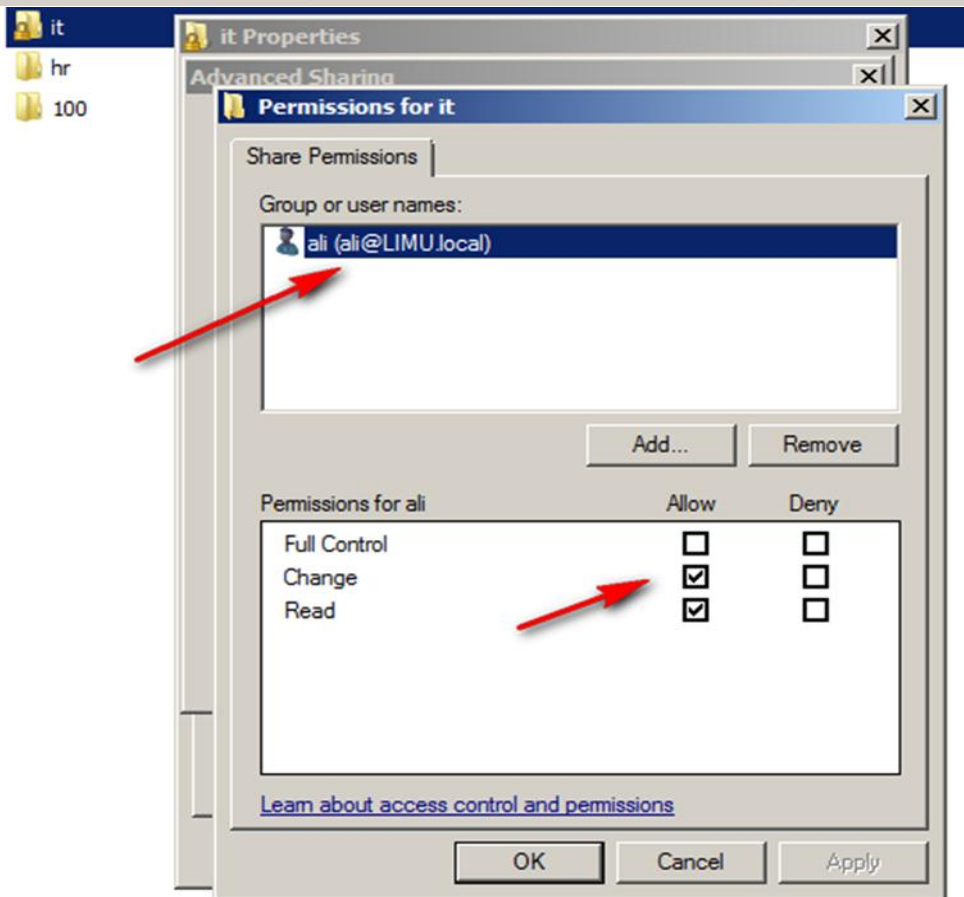 it
hr
100
it Properties
Advanced Sharing
Permissions for it
Share Permissions
Group or user names:
ali (ali@LIMU.local)
Add...
Remove
Permissions for ali Allow Deny
Full Control
Change
Read
Learn about access control and permissions
OK
Cancel
Apply